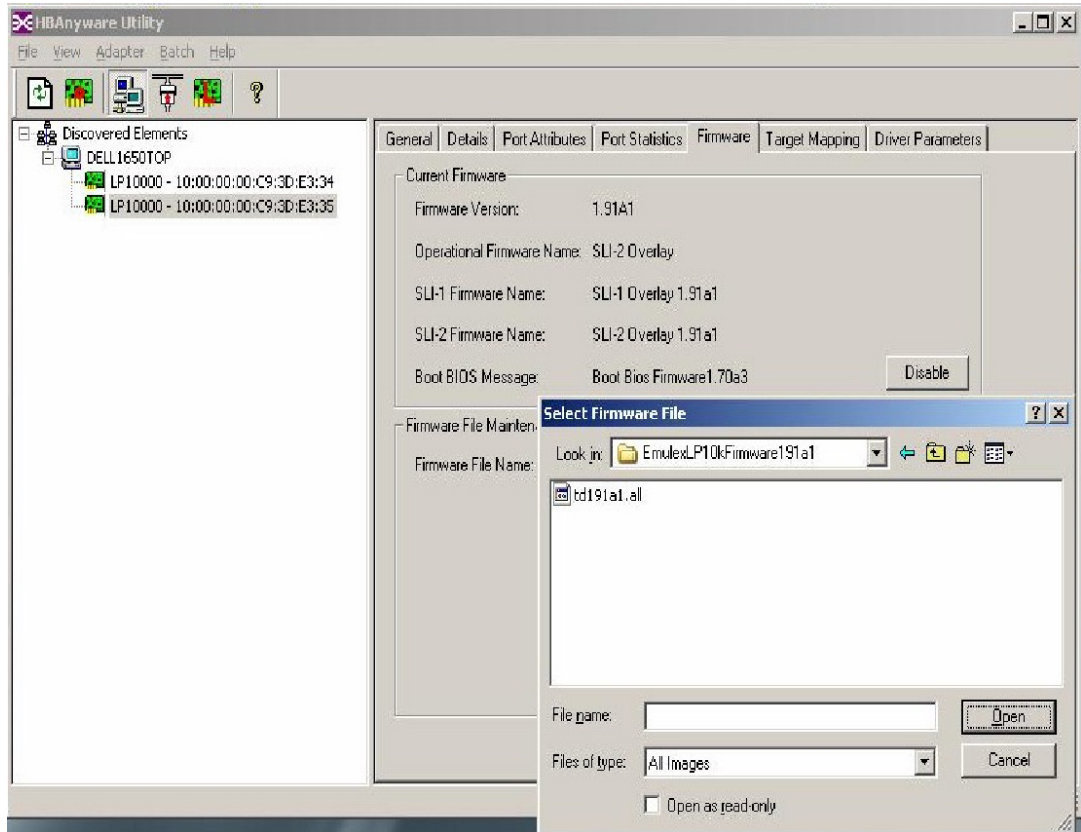 HBAnyware Utility
File View Adapter Batch Help
Discovered Elements
DELL1650TOP
LP10000 - 10:00:00:00:C9:3D:E3:34
LP10000 - 10:00:00:00:C9:3D:E3:35
General Details Port Attributes Port Statistics Firmware Target Mapping Driver Parameters
Current Firmware
Firmware Version: 1.91A1
Operational Firmware Name: SLI-2 Overlay
SLI-1 Firmware Name: SLI-1 Overlay 1.91a1
SLI-2 Firmware Name: SLI-2 Overlay 1.91a1
Boot BIOS Message: Boot Bios Firmware1.70a3
Disable
Firmware File Mainten
Firmware File Name:
Select Firmware File
Look in: EmulexLP10kFirmware191a1
td191a1.all
File name:
Open
Files of type: All Images
Cancel
Open as read-only